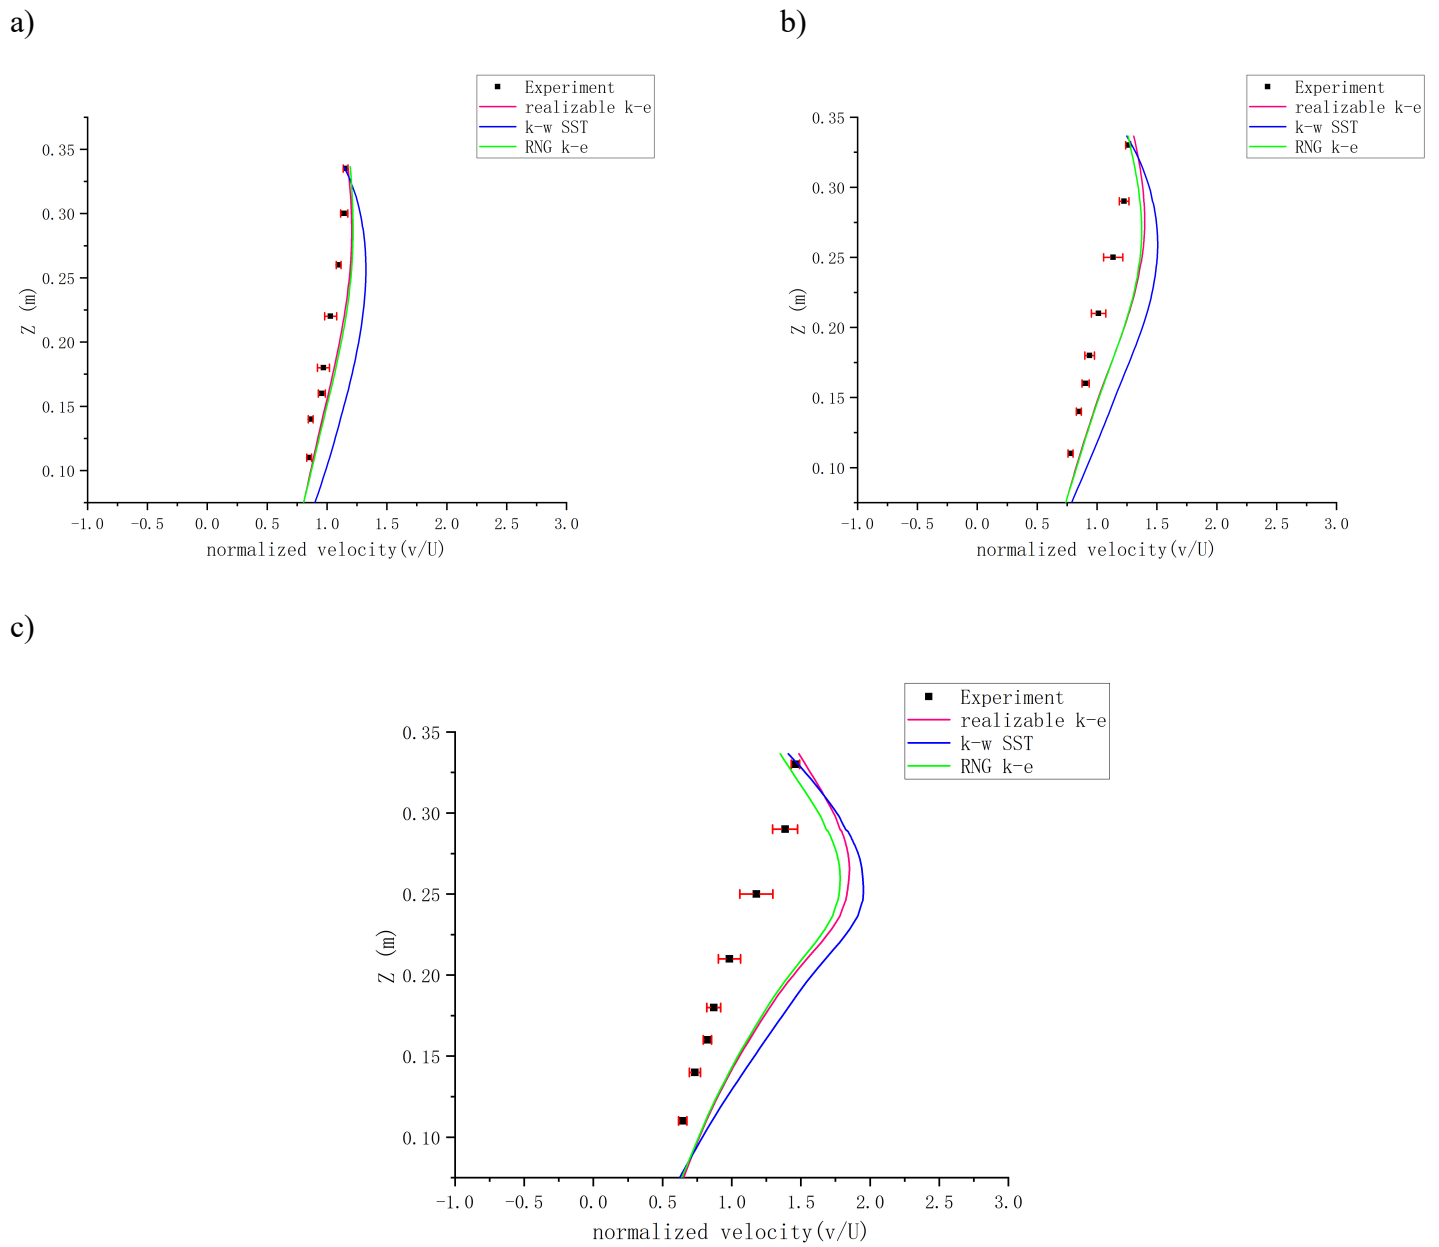 a)
Experiment
realizable k-e
k-w SST
RNG k-e
0.35
0.30
0.25
0.20
0.15
0.10
Z (m)
-1.0 -0.5 0.0 0.5 1.0 1.5 2.0 2.5 3.0
normalized velocity(v/U)
b)
Experiment
realizable k-e
k-w SST
RNG k-e
0.35
0.30
0.25
0.20
0.15
0.10
Z (m)
-1.0 -0.5 0.0 0.5 1.0 1.5 2.0 2.5 3.0
normalized velocity(v/U)
c)
Experiment
realizable k-e
k-w SST
RNG k-e
0.35
0.30
0.25
0.20
0.15
0.10
Z (m)
-1.0 -0.5 0.0 0.5 1.0 1.5 2.0 2.5 3.0
normalized velocity(v/U)